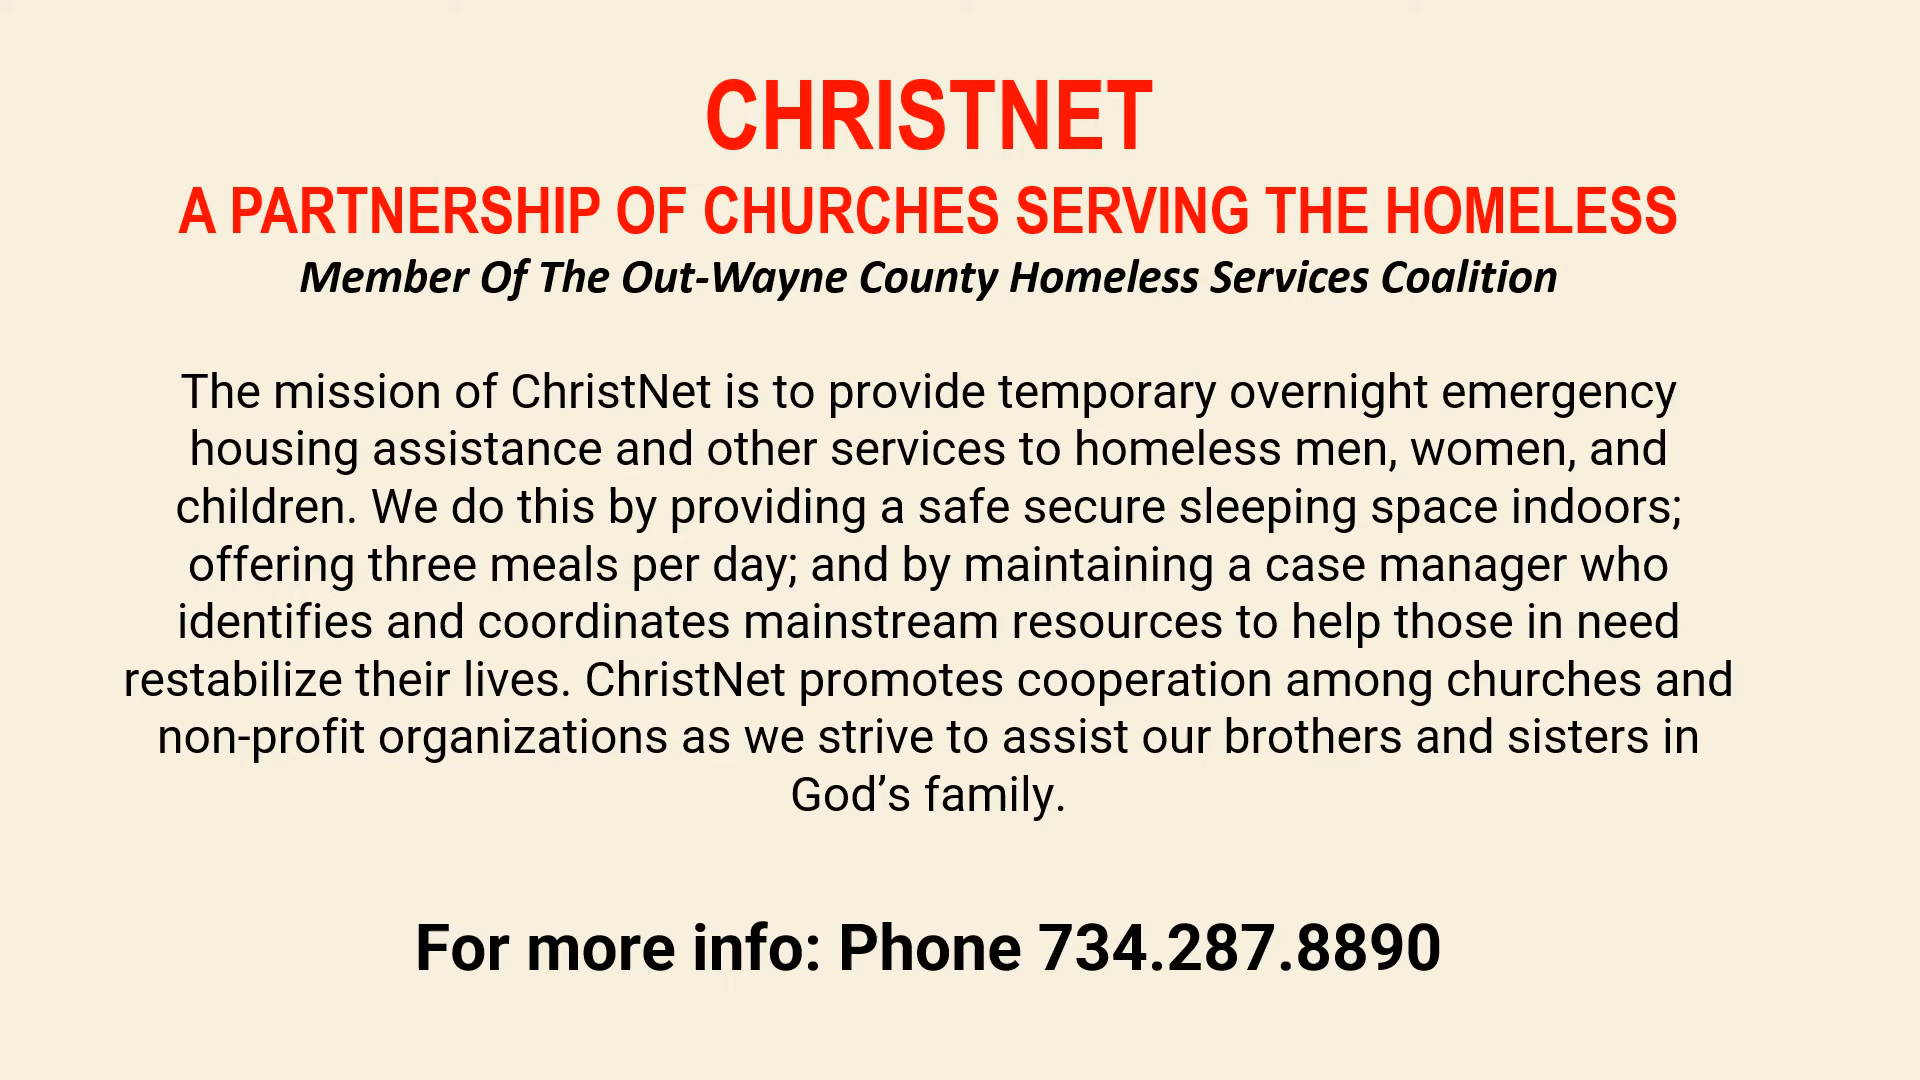 CHRISTNET
A PARTNERSHIP OF CHURCHES SERVING THE HOMELESS
Member Of The Out-Wayne County Homeless Services Coalition
The mission of ChristNet is to provide temporary overnight emergency
housing assistance and other services to homeless men, women, and
children. We do this by providing a safe secure sleeping space indoors;
offering three meals per day; and by maintaining a case manager who
identifies and coordinates mainstream resources to help those in need
restabilize their lives. ChristNet promotes cooperation among churches and
non-profit organizations as we strive to assist our brothers and sisters in
God’s family.
For more info: Phone 734.287.8890